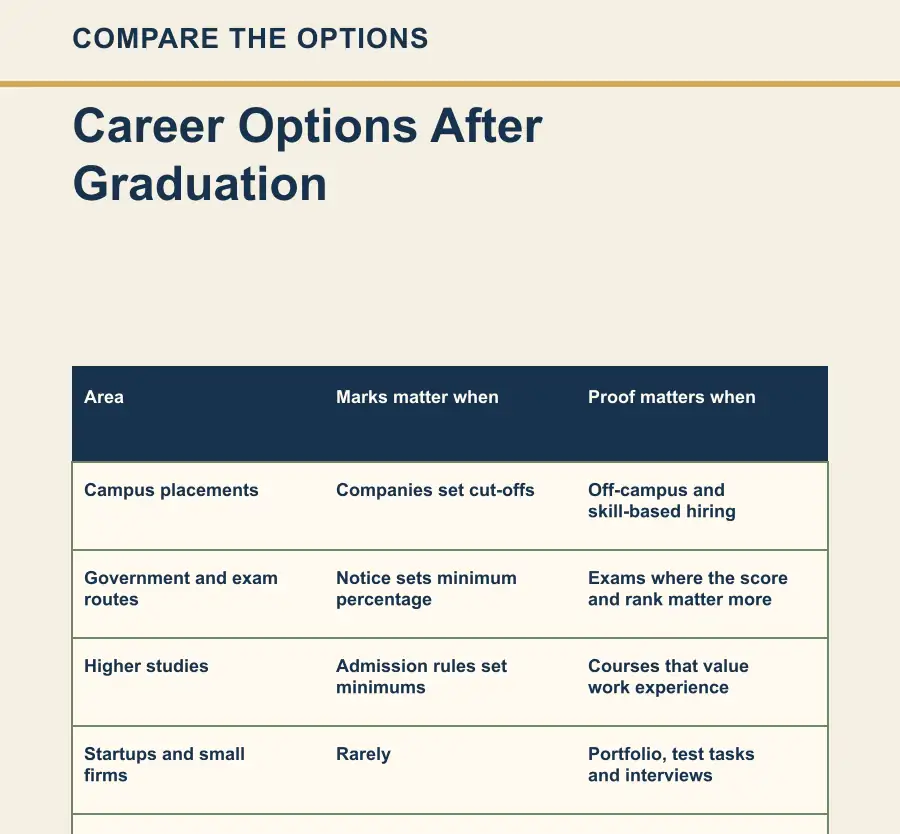 COMPARE THE OPTIONS
Career Options After
Graduation
Area
Marks matter when
Proof matters when
Campus placements
Companies set cut-offs
Off-campus and
skill-based hiring
Government and exam
routes
Notice sets minimum
percentage
Exams where the score
and rank matter more
Higher studies
Admission rules set
minimums
Courses that value
work experience
Startups and small
firms
Rarely
Portfolio, test tasks
and interviews